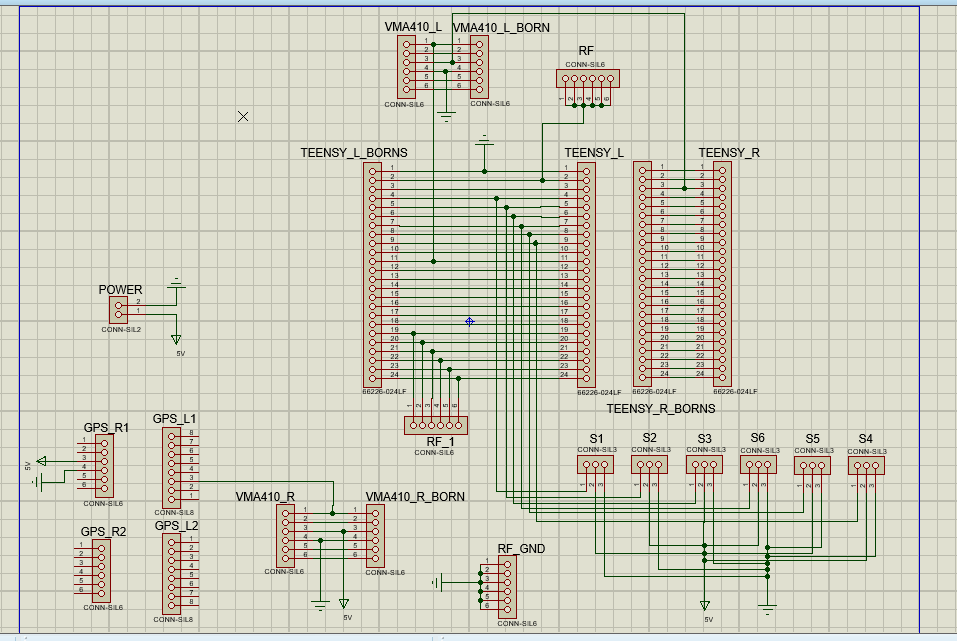 VMA410_L VMA410_L_BORN
RF
CONN-SIL6
1 1
2 2
3 3
4 4
5 5
6 6
CONN-SIL6 CONN-SIL6
1 2 3 4 5 6
TEENSY_L_BORNS TEENSY_L TEENSY_R
1 1 1 1
2 2 2 2
3 3 3 3
4 4 4 4
5 5 5 5
6 6 6 6
7 7 7 7
8 8 8 8
9 9 9 9
10 10 10 10
11 11 11 11
12 12 12 12
13 13 13 13
14 14 14 14
15 15 15 15
16 16 16 16
17 17 17 17
18 18 18 18
19 19 19 19
20 20 20 20
21 21 21 21
22 22 22 22
23 23 23 23
24 24 24 24
66226-024LF 66226-024LF 66226-024LF 66226-024LF
TEENSY_R_BORNS
POWER
2
1
CONN-SIL2
5V
1 2 3 4 5 6
RF_1
CONN-SIL6
GPS_R1
1
2
3
4
5
6
5V
CONN-SIL6
GPS_L1
8
7
6
5
4
3
2
1
CONN-SIL8
S1 S2 S3 S6 S5 S4
CONN-SIL3 CONN-SIL3 CONN-SIL3 CONN-SIL3 CONN-SIL3 CONN-SIL3
1 2 3 1 2 3 1 2 3 1 2 3 1 2 3 1 2 3
VMA410_R VMA410_R_BORN
1 1
2 2
3 3
4 4
5 5
6 6
CONN-SIL6 CONN-SIL6
5V
GPS_R2
1
2
3
4
5
6
CONN-SIL6
GPS_L2
1
2
3
4
5
6
7
8
CONN-SIL8
RF_GND
1
2
3
4
5
6
CONN-SIL6
5V